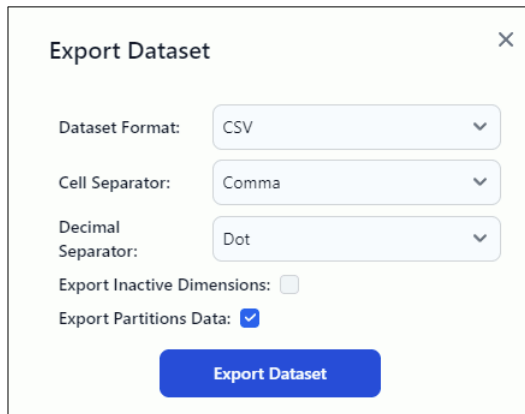 Export Dataset
Dataset Format: CSV
Cell Separator: Comma
Decimal
Separator: Dot
Export Inactive Dimensions:
Export Partitions Data:
Export Dataset